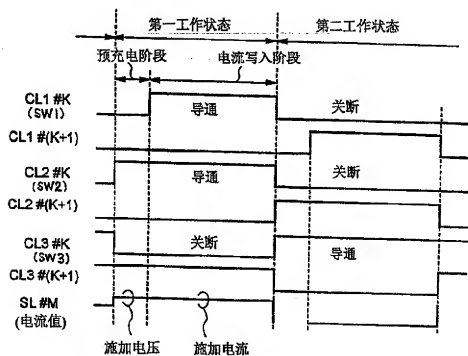 第一工作状态
第二工作状态
预充电阶段
电流写入阶段
CL1 #K
(SW1)
导通
关断
CL1 #(K+1)
CL2 #K
(SW2)
导通
关断
CL2 #(K+1)
CL3 #K
(SW3)
关断
导通
CL3 #(K+1)
SL #M
(电流值)
施加电压
施加电流